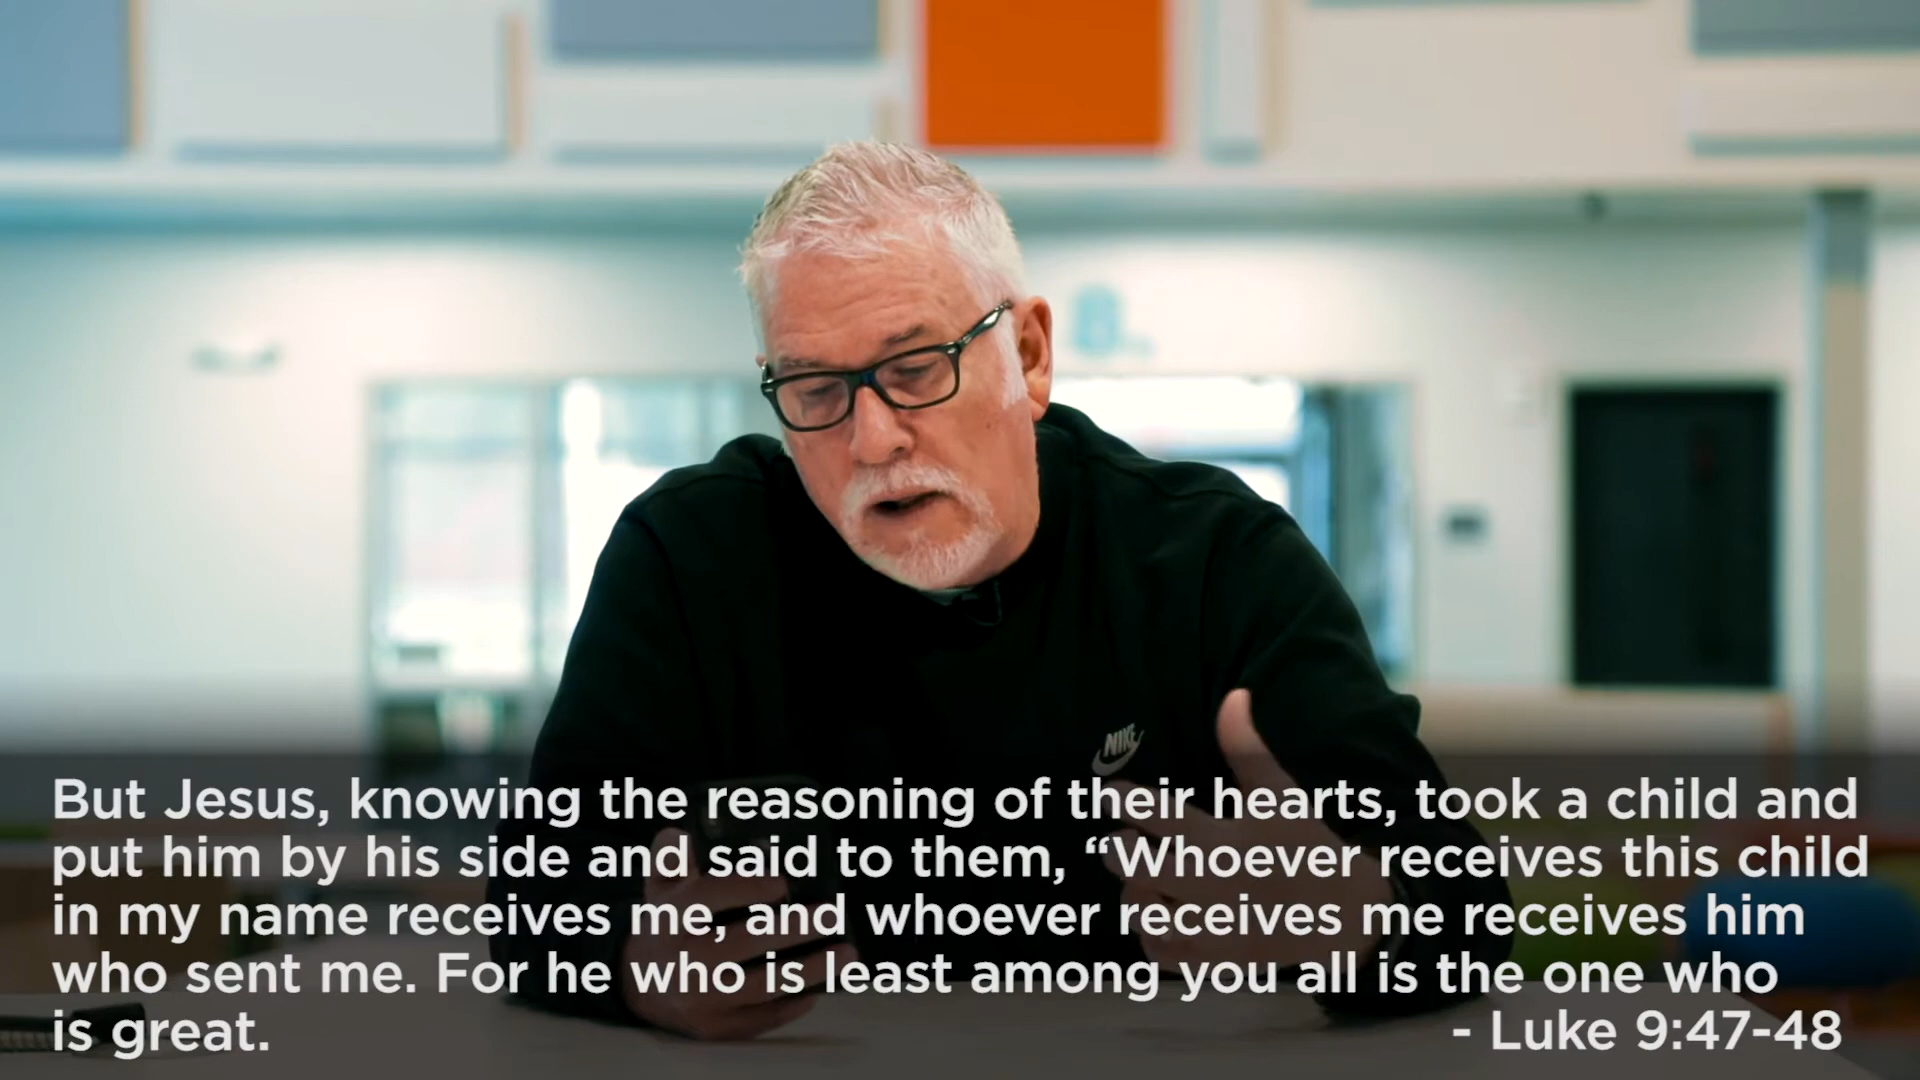 NIKE
But Jesus, knowing the reasoning of their hearts, took a child and
put him by his side and said to them, “Whoever receives this child
in my name receives me, and whoever receives me receives him
who sent me. For he who is least among you all is the one who
is great.
- Luke 9:47-48